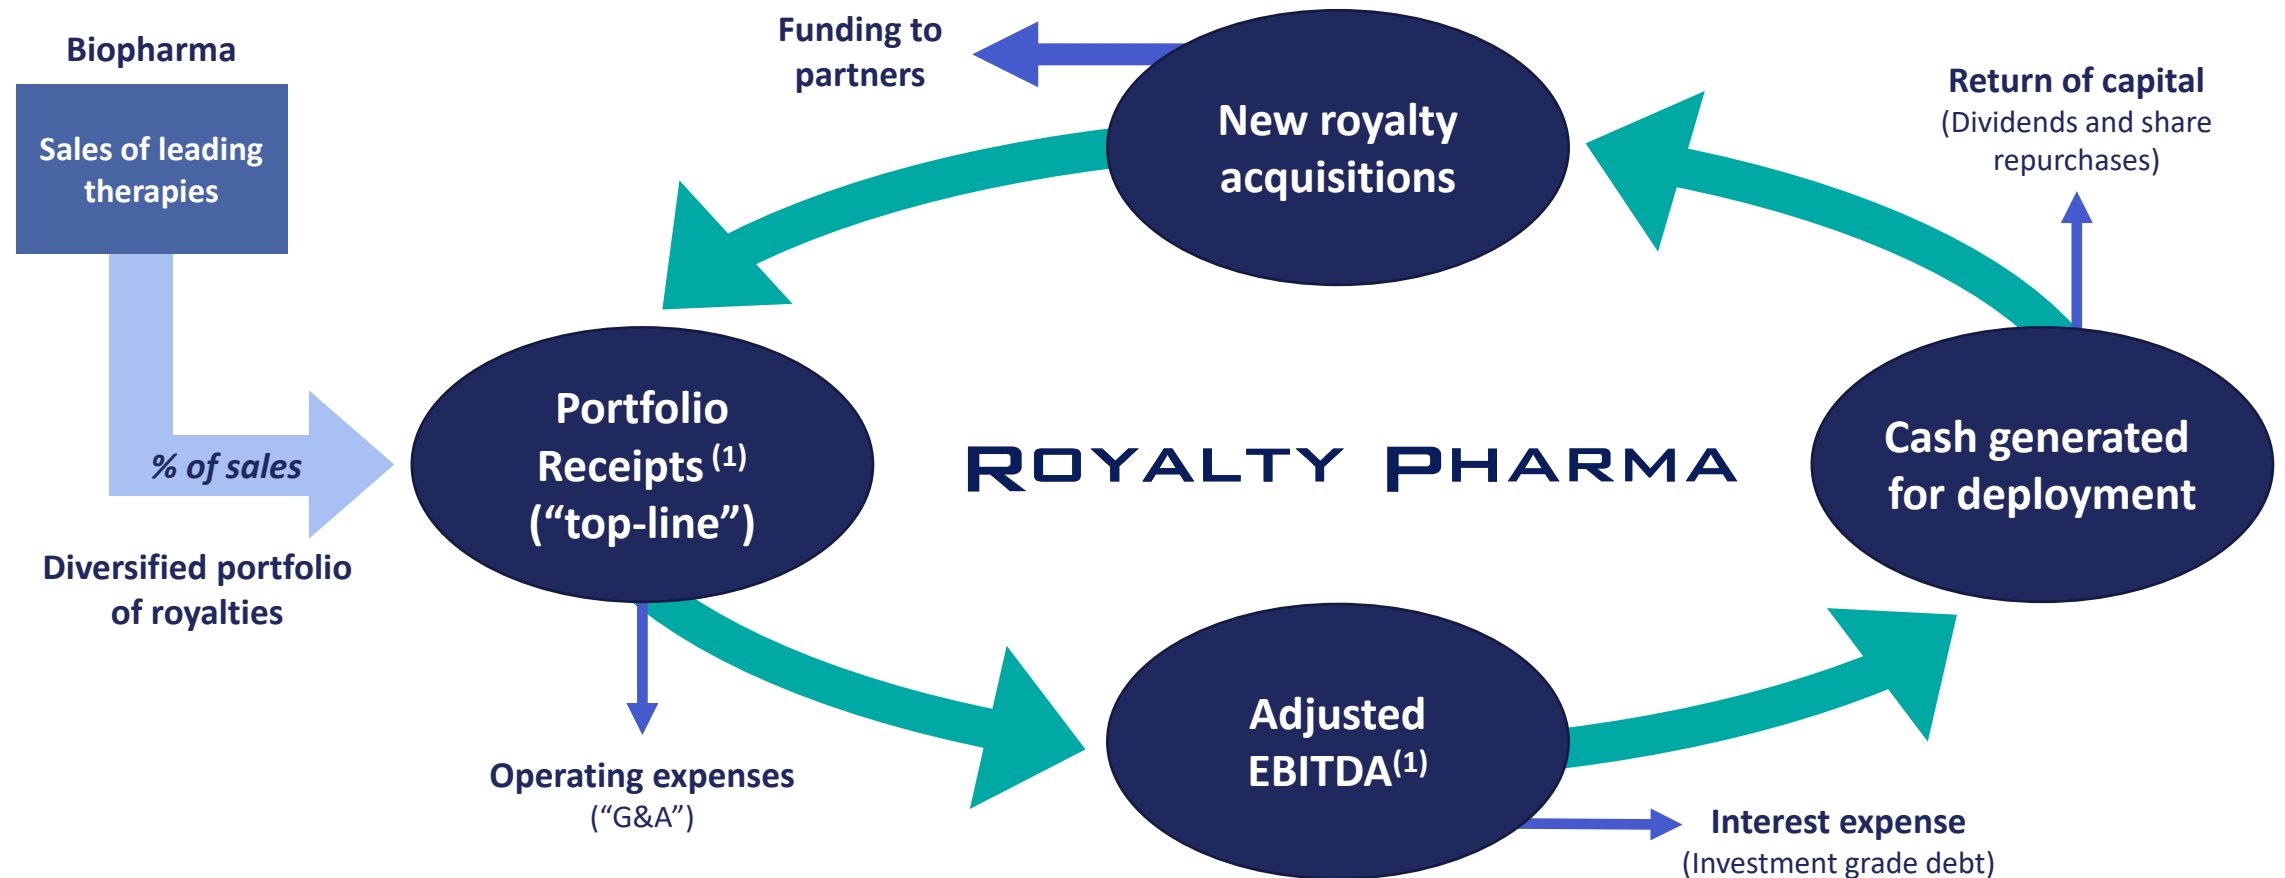 Biopharma
Sales of leading
therapies
% of sales
Diversified portfolio
of royalties
Funding to
partners
New royalty
acquisitions
Return of capital
(Dividends and share
repurchases)
Portfolio
Receipts (1)
(“top-line”)
ROYALTY PHARMA
Cash generated
for deployment
Operating expenses
(“G&A”)
Adjusted
EBITDA(1)
Interest expense
(Investment grade debt)